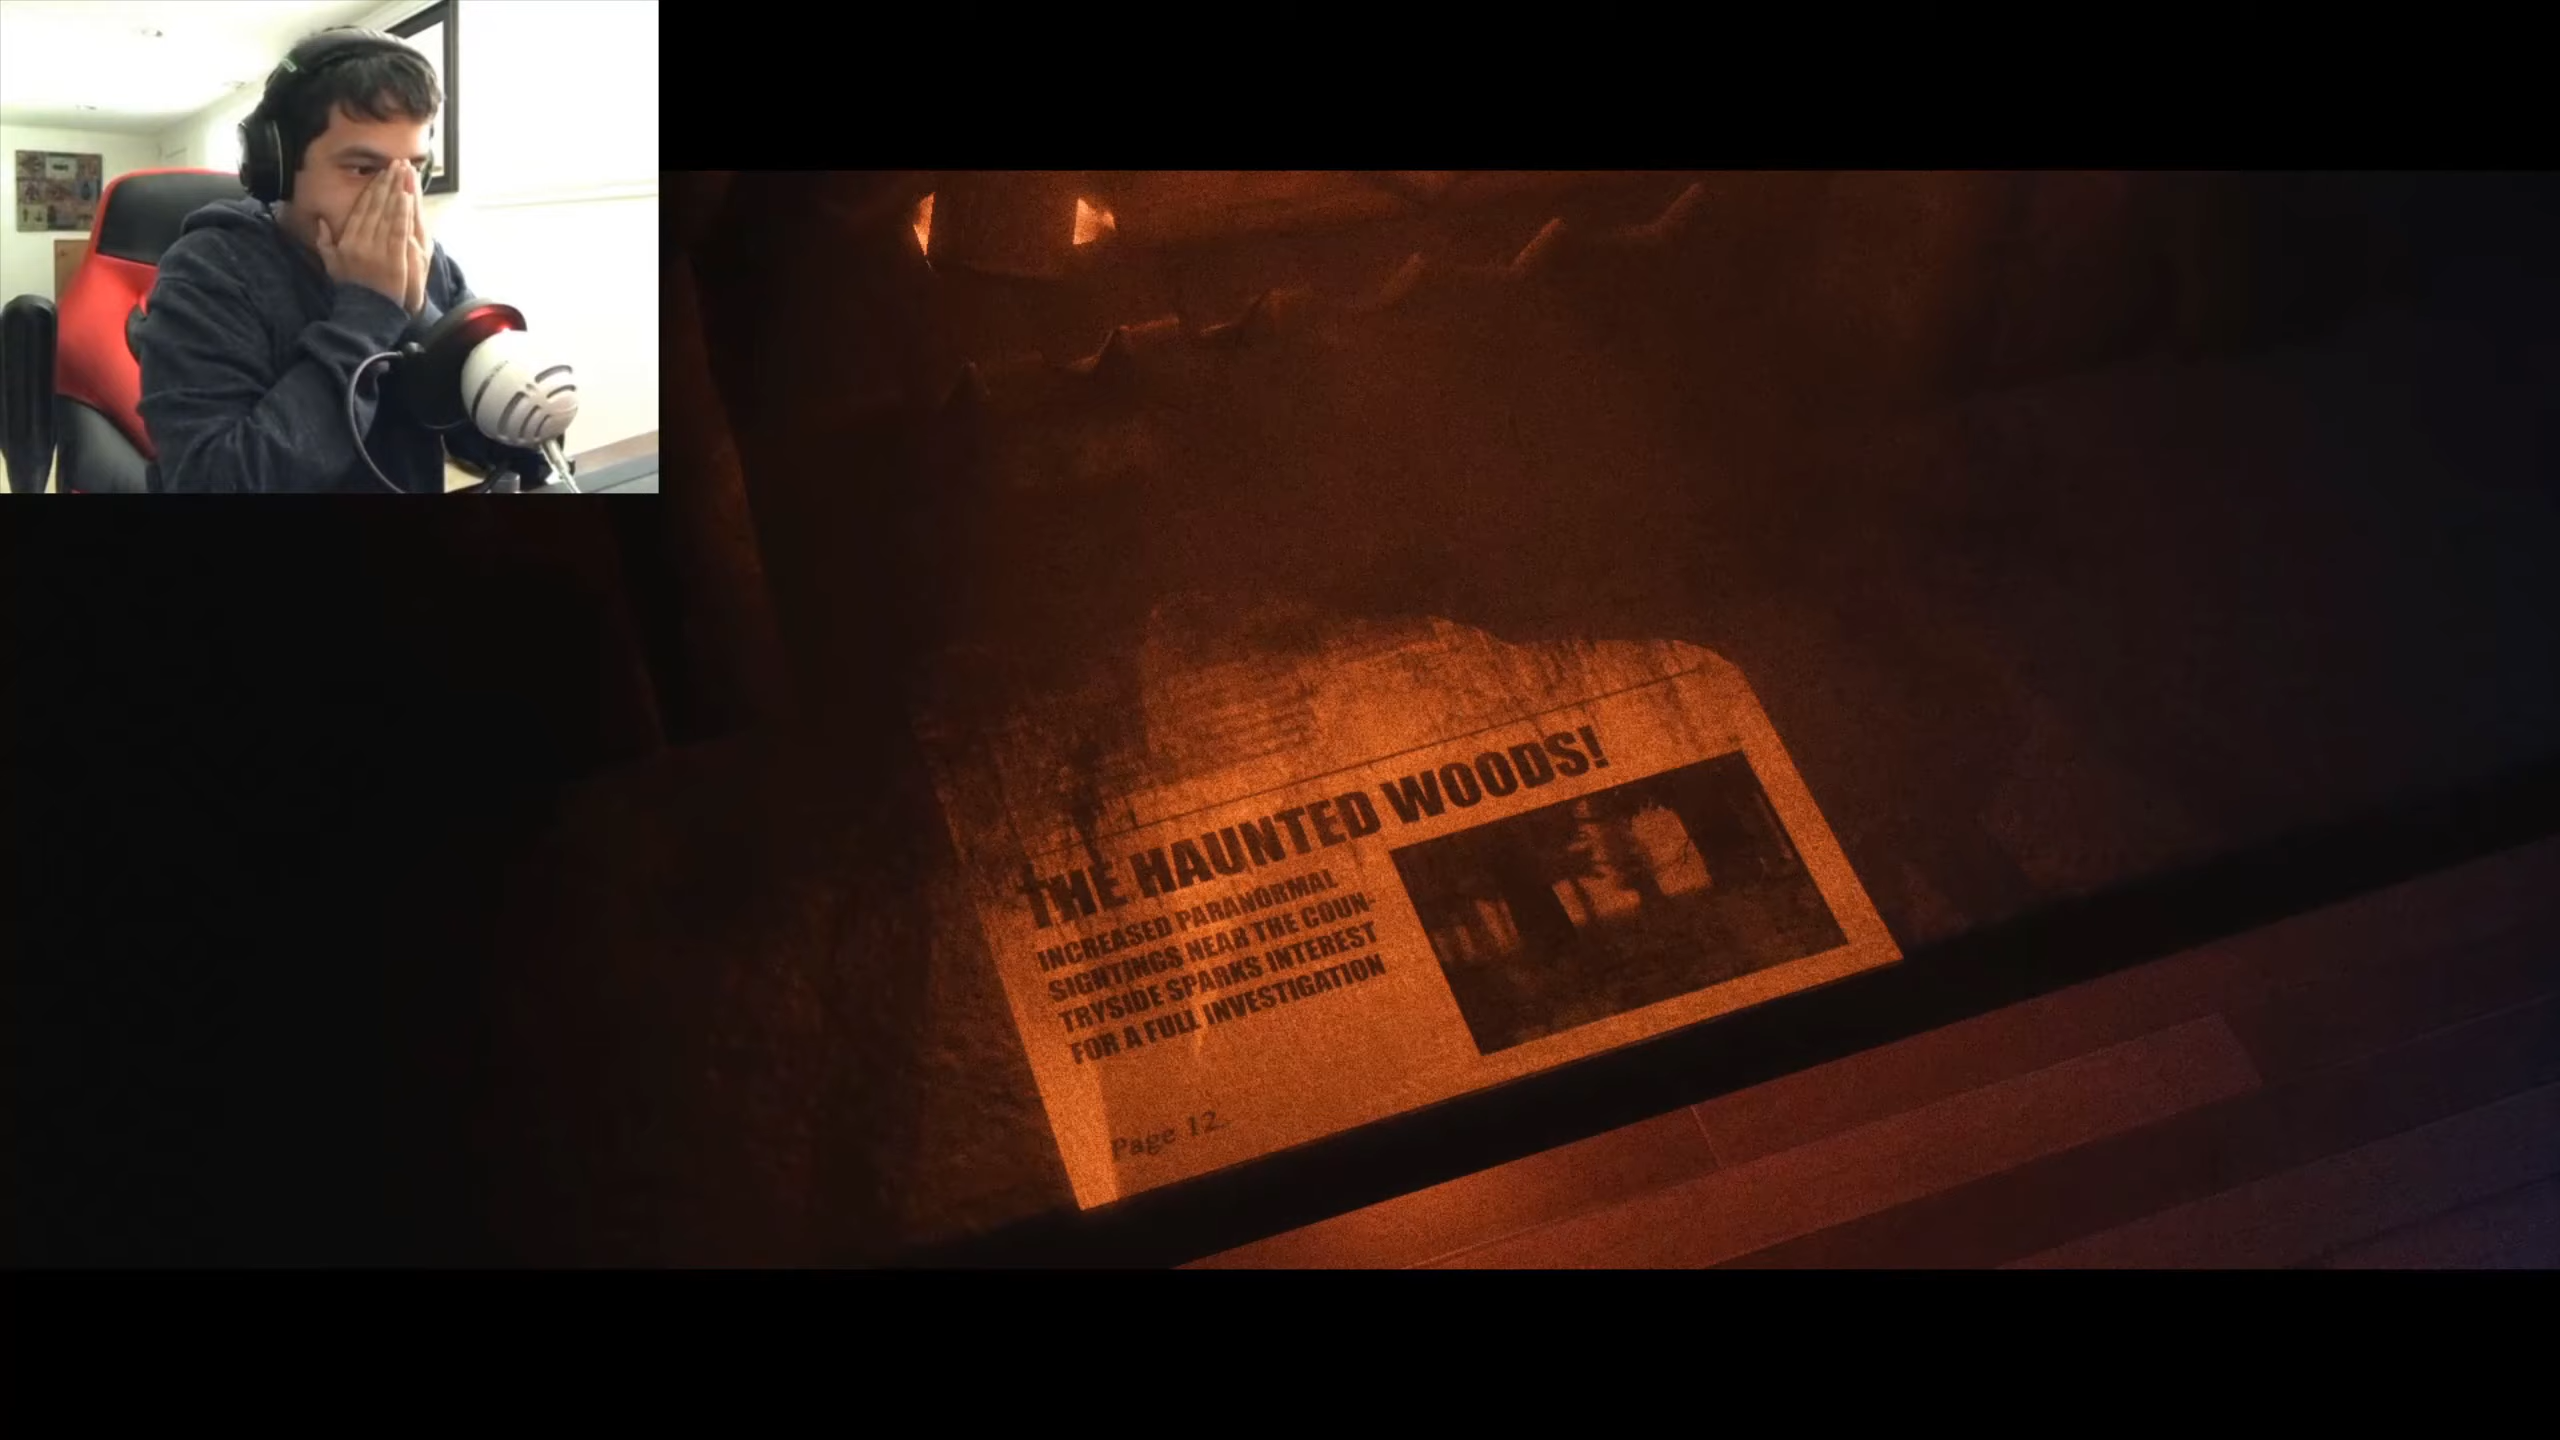 THE HAUNTED WOODS!
INCREASED PARANORMAL
SIGHTINGS NEAR THE COUN-
TRYSIDE SPARKS INTEREST
FOR A FULL INVESTIGATION
Page 12.